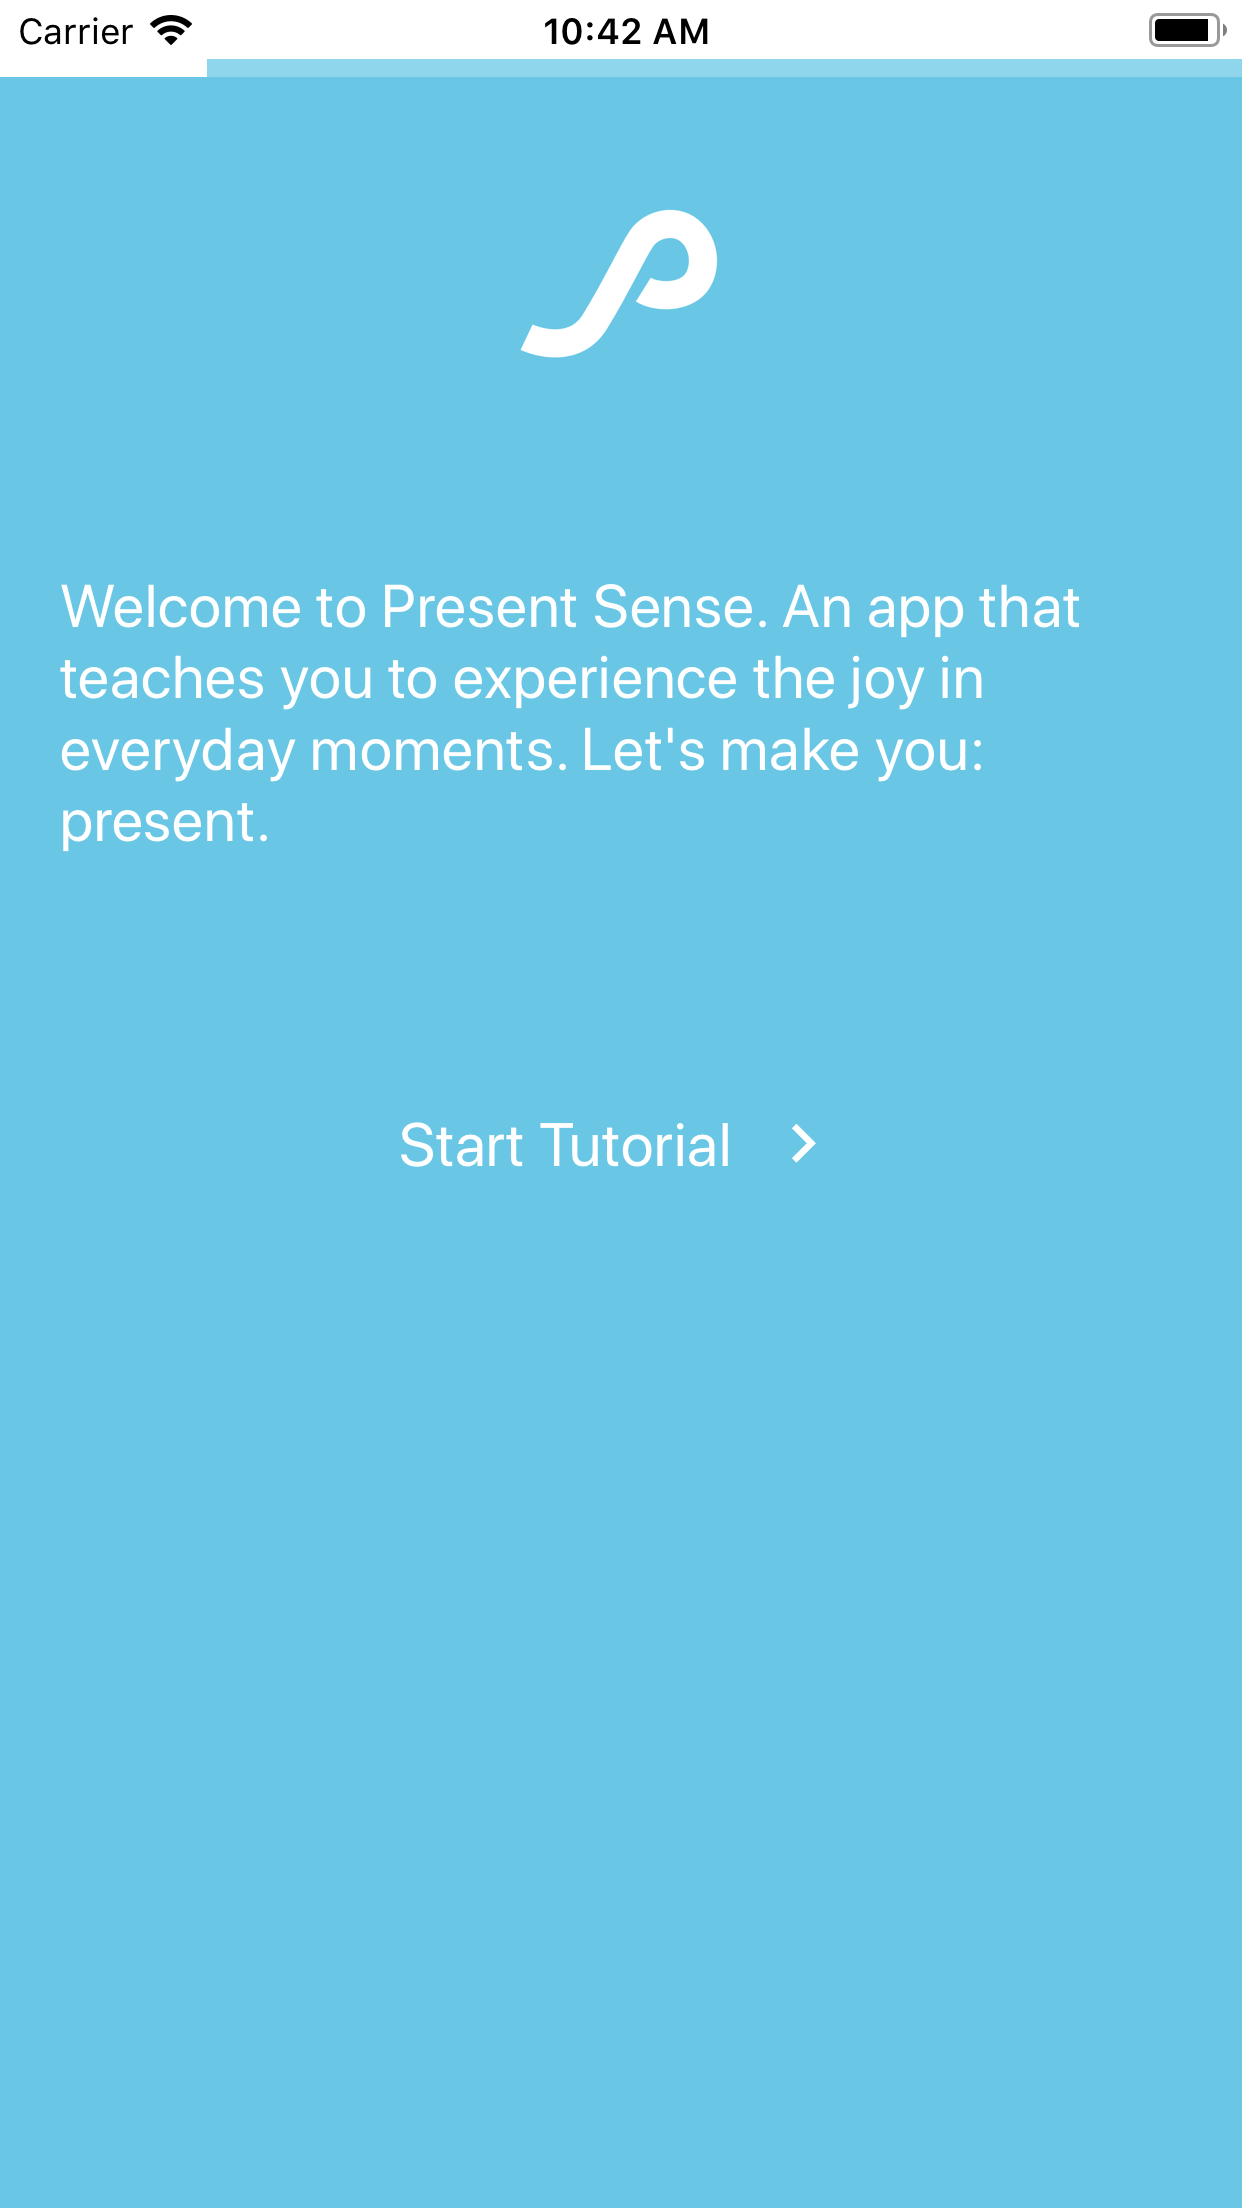 Carrier 10:42 AM
Welcome to Present Sense. An app that
teaches you to experience the joy in
everyday moments. Let's make you:
present.
Start Tutorial